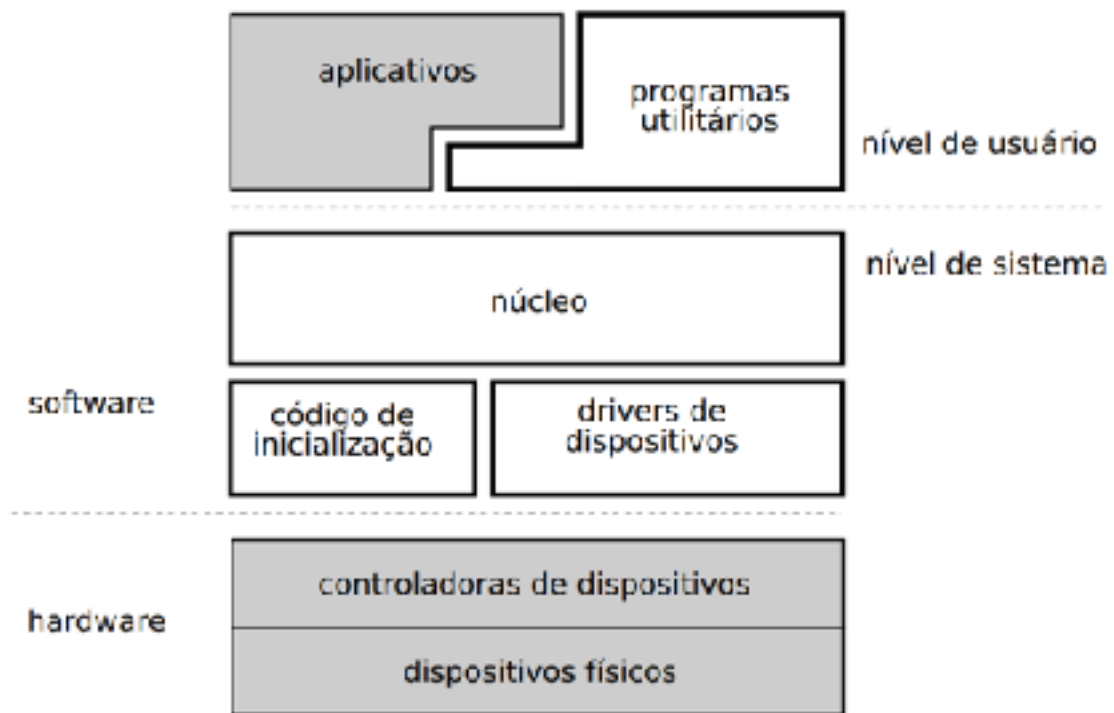 aplicativos
programas
utilitários
nível de usuário
nível de sistema
núcleo
software
código de
inicialização
drivers de
dispositivos
controladoras de dispositivos
hardware
dispositivos físicos